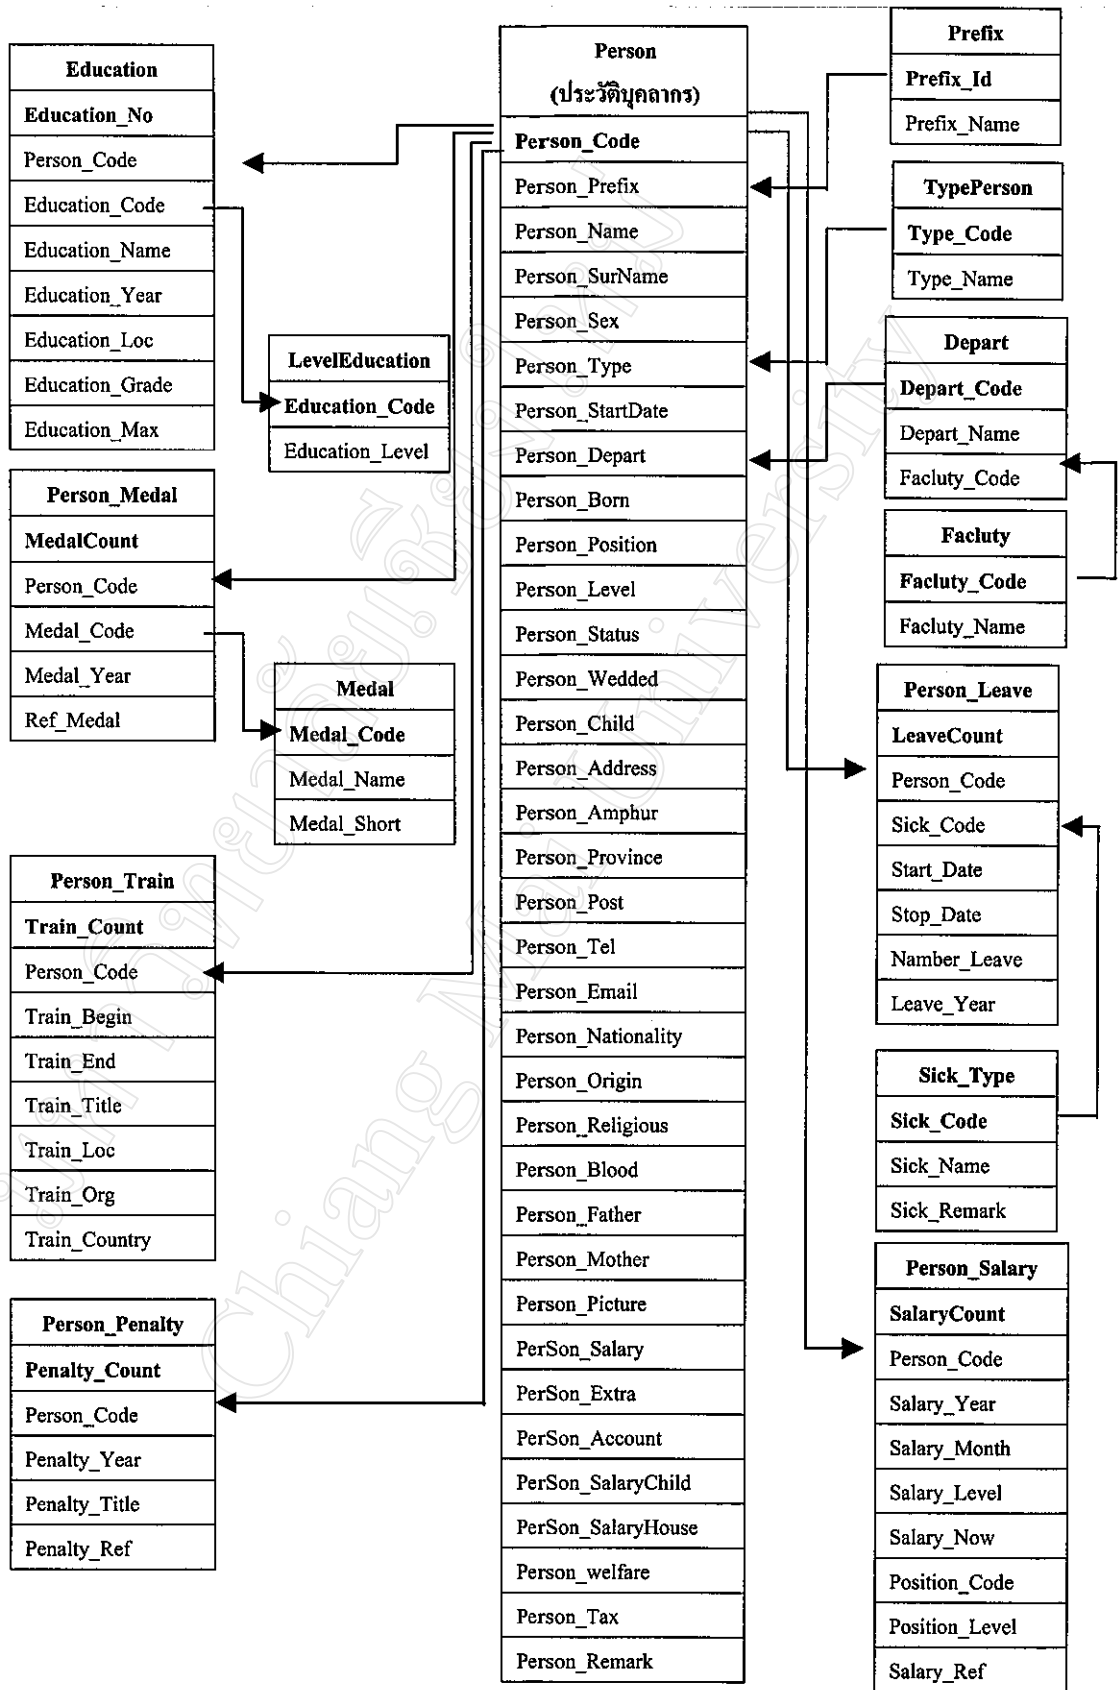 Education
Education_No
Person_Code
Education_Code
Education_Name
Education_Year
Education_Loc
Education_Grade
Education_Max
LevelEducation
Education_Code
Education_Level
Person_Medal
MedalCount
Person_Code
Medal_Code
Medal_Year
Ref_Medal
Medal
Medal_Code
Medal_Name
Medal_Short
Person_Train
Train_Count
Person_Code
Train_Begin
Train_End
Train_Title
Train_Loc
Train_Org
Train_Country
Person_Penalty
Penalty_Count
Person_Code
Penalty_Year
Penalty_Title
Penalty_Ref
Person
(ประวัติบุคลากร)
Person_Code
Person_Prefix
Person_Name
Person_SurName
Person_Sex
Person_Type
Person_StartDate
Person_Depart
Person_Born
Person_Position
Person_Level
Person_Status
Person_Wedded
Person_Child
Person_Address
Person_Amphur
Person_Province
Person_Post
Person_Tel
Person_Email
Person_Nationality
Person_Origin
Person_Religious
Person_Blood
Person_Father
Person_Mother
Person_Picture
PerSon_Salary
PerSon_Extra
PerSon_Account
PerSon_SalaryChild
PerSon_SalaryHouse
Person_welfare
Person_Tax
Person_Remark
Prefix
Prefix_Id
Prefix_Name
TypePerson
Type_Code
Type_Name
Depart
Depart_Code
Depart_Name
Facluty_Code
Facluty
Facluty_Code
Facluty_Name
Person_Leave
LeaveCount
Person_Code
Sick_Code
Start_Date
Stop_Date
Namber_Leave
Leave_Year
Sick_Type
Sick_Code
Sick_Name
Sick_Remark
Person_Salary
SalaryCount
Person_Code
Salary_Year
Salary_Month
Salary_Level
Salary_Now
Position_Code
Position_Level
Salary_Ref
Chiang Mai University